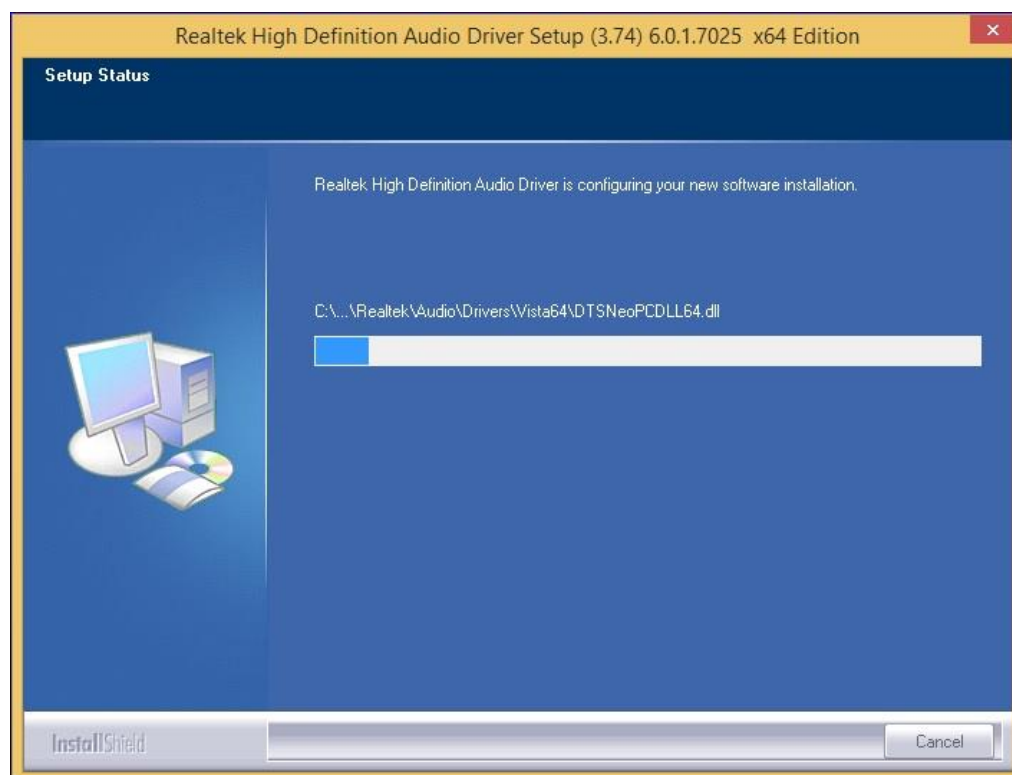 Realtek High Definition Audio Driver Setup (3.74) 6.0.1.7025  x64 Edition
Setup Status
Realtek High Definition Audio Driver is configuring your new software installation.
C:\...\Realtek\Audio\Drivers\Vista64\DTSNeoPCDLL64.dll
InstallShield
Cancel